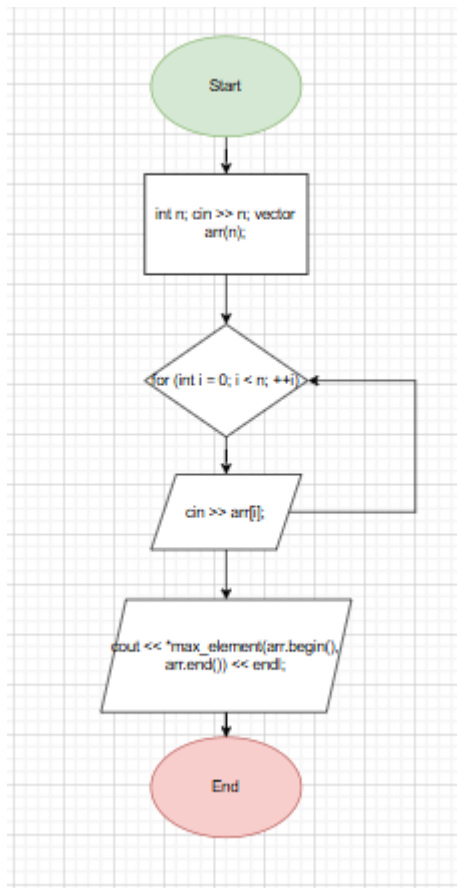 Start
int n; cin >> n; vector
arr(n);
for (int i = 0; i < n; ++i)
cin >> arr[i];
cout << *max_element(arr.begin(),
arr.end()) << endl;
End